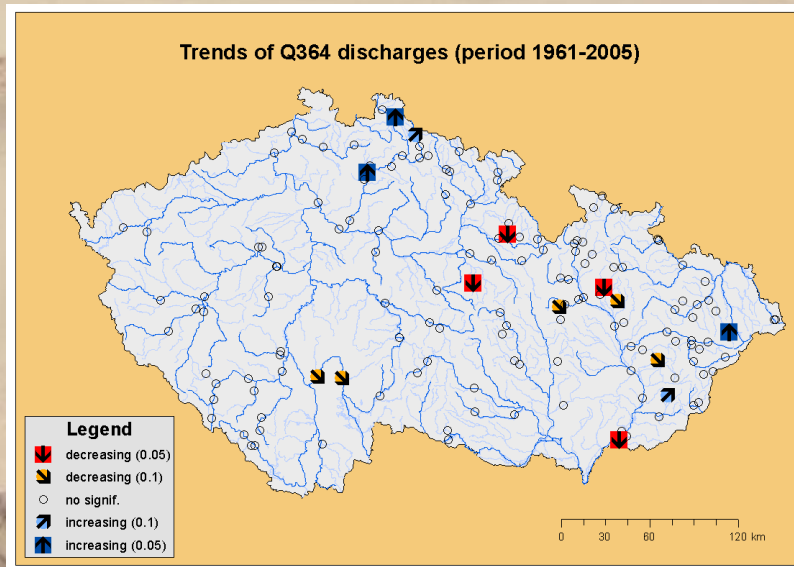 Trends of Q364 discharges (period 1961-2005)
Legend
decreasing (0.05)
decreasing (0.1)
no signif.
increasing (0.1)
increasing (0.05)
0 30 60 120 km